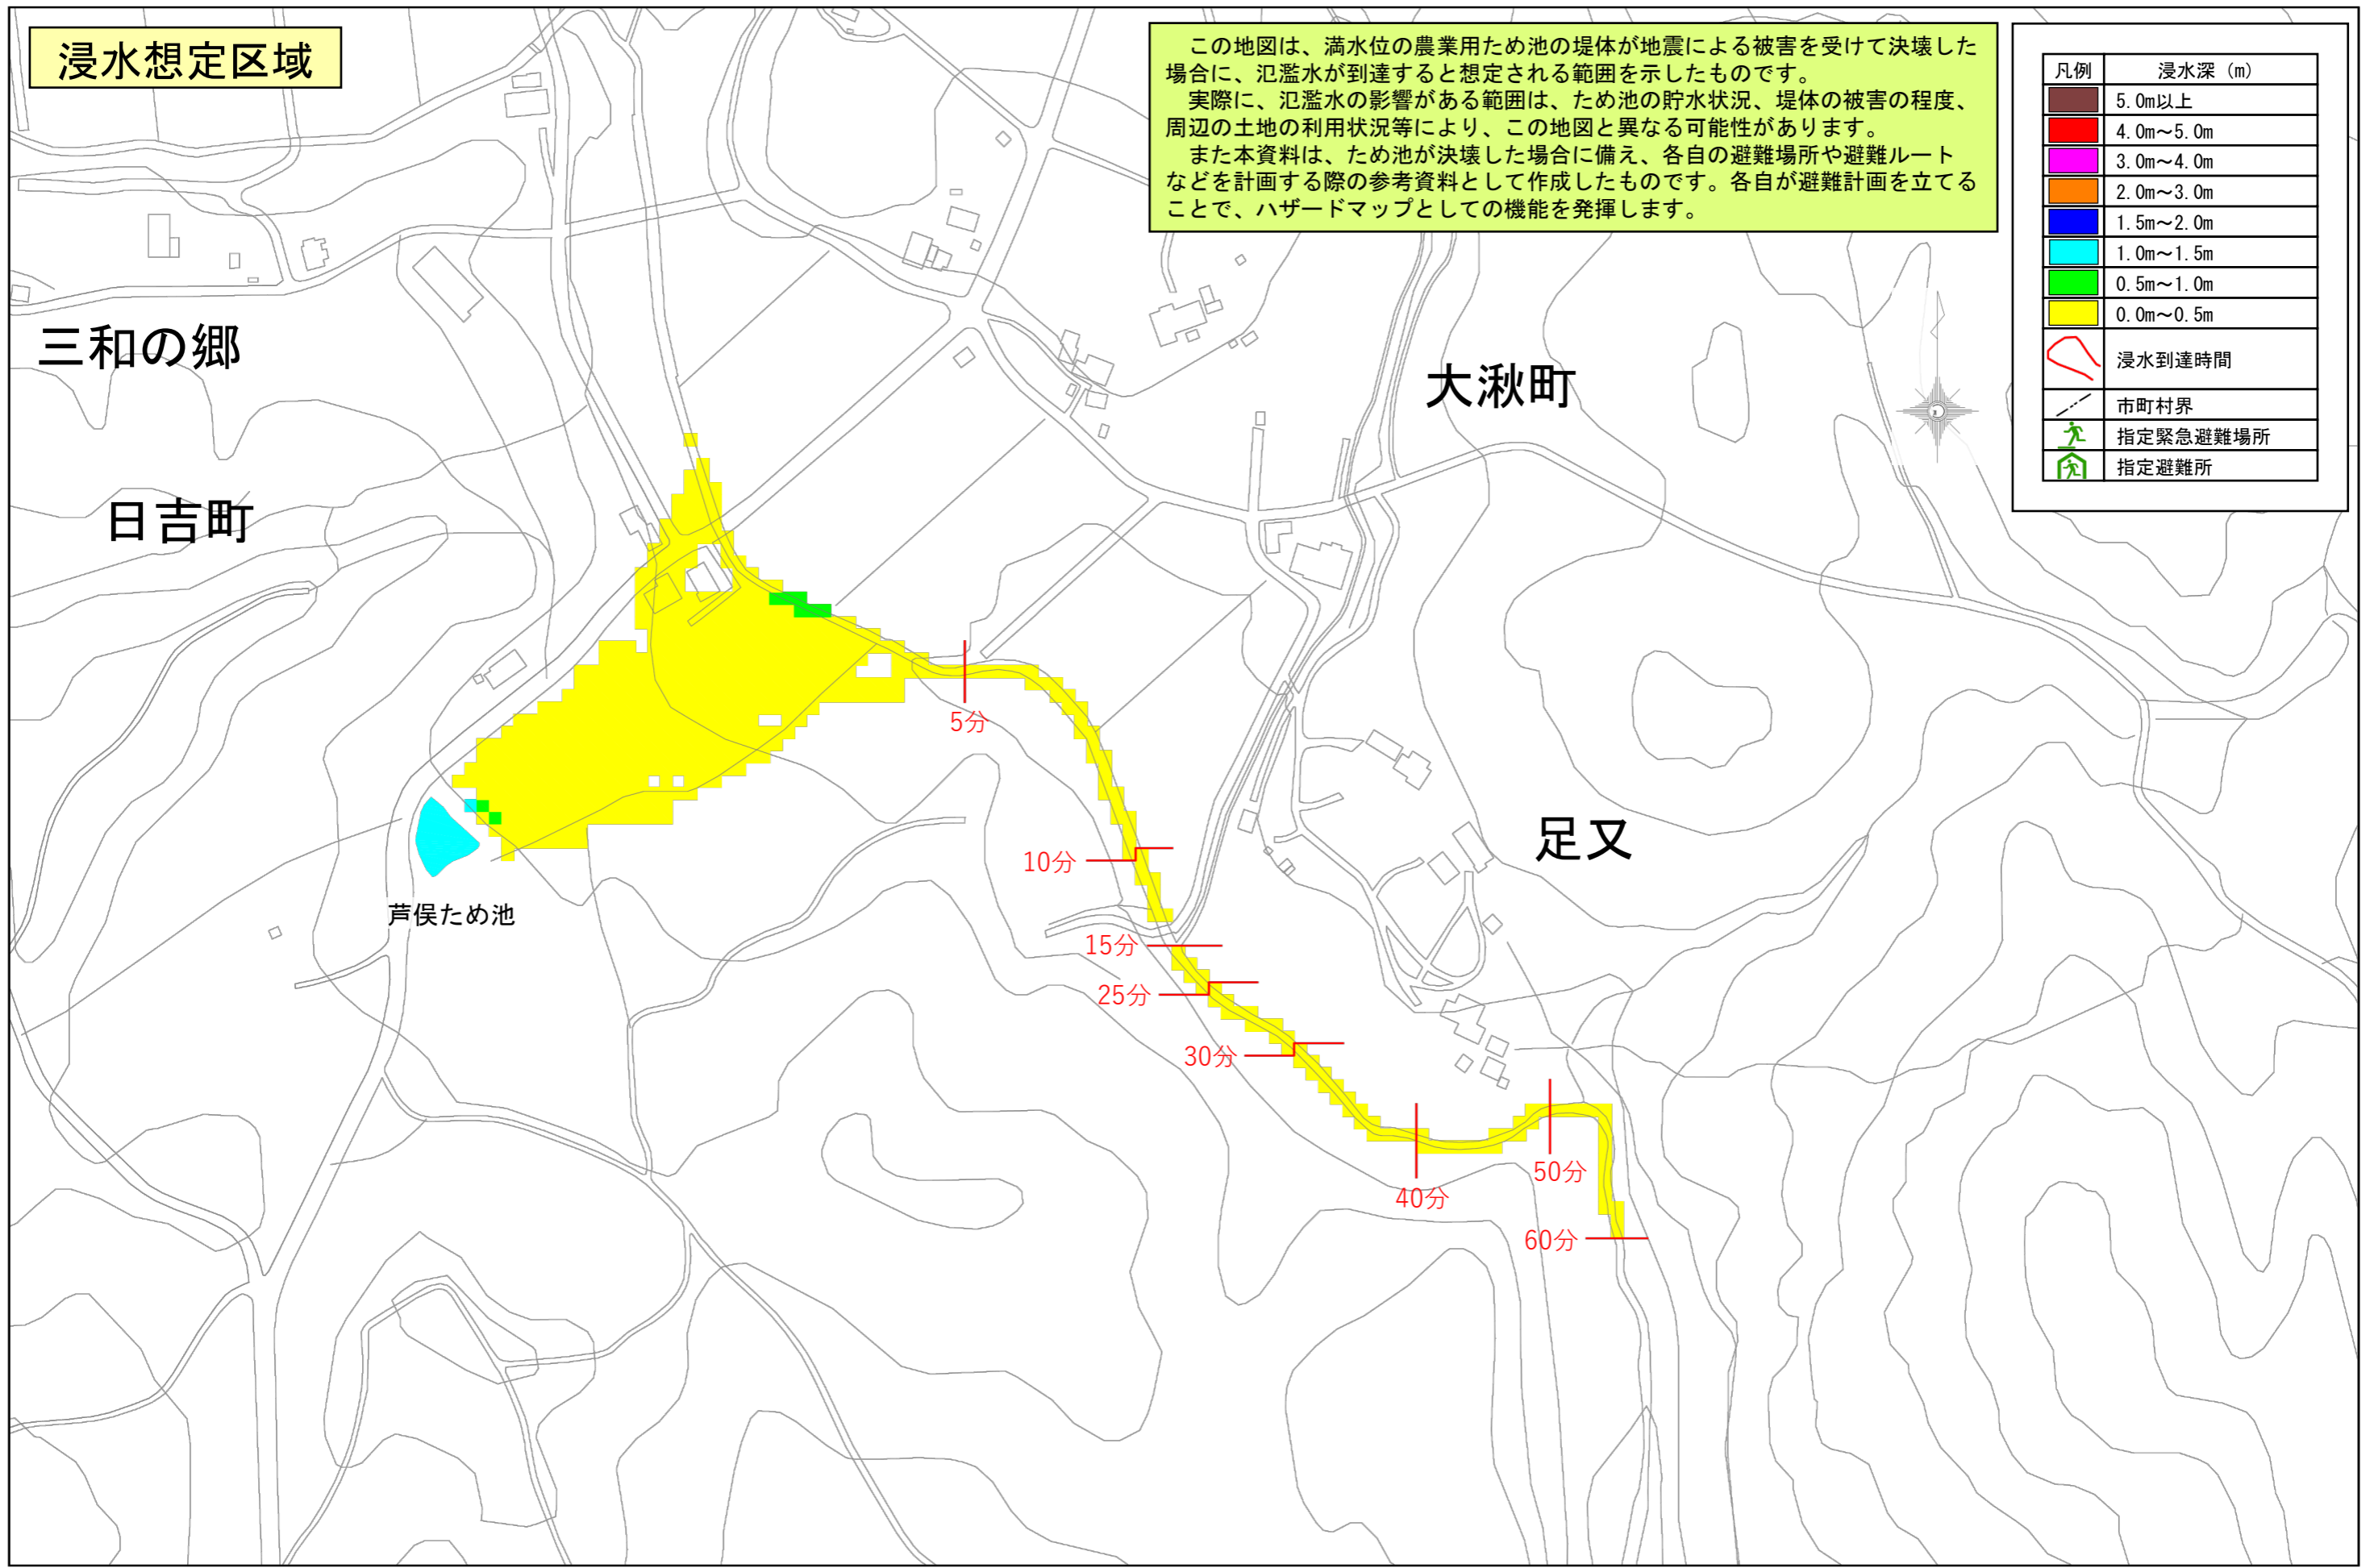 浸水想定区域
この地図は、満水位の農業用ため池の堤体が地震による被害を受けて決壊した
場合に、氾濫水が到達すると想定される範囲を示したものです。
実際に、氾濫水の影響がある範囲は、ため池の貯水状況、堤体の被害の程度、
周辺の土地の利用状況等により、この地図と異なる可能性があります。
また本資料は、ため池が決壊した場合に備え、各自の避難場所や避難ルート
などを計画する際の参考資料として作成したものです。各自が避難計画を立てる
ことで、ハザードマップとしての機能を発揮します。
凡例 浸水深（m）
5.0m以上
4.0m～5.0m
3.0m～4.0m
2.0m～3.0m
1.5m～2.0m
1.0m～1.5m
0.5m～1.0m
0.0m～0.5m
浸水到達時間
市町村界
指定緊急避難場所
指定避難所
三和の郷
大湫町
日吉町
5分
足又
10分
芦俣ため池
15分
25分
30分
50分
40分
60分